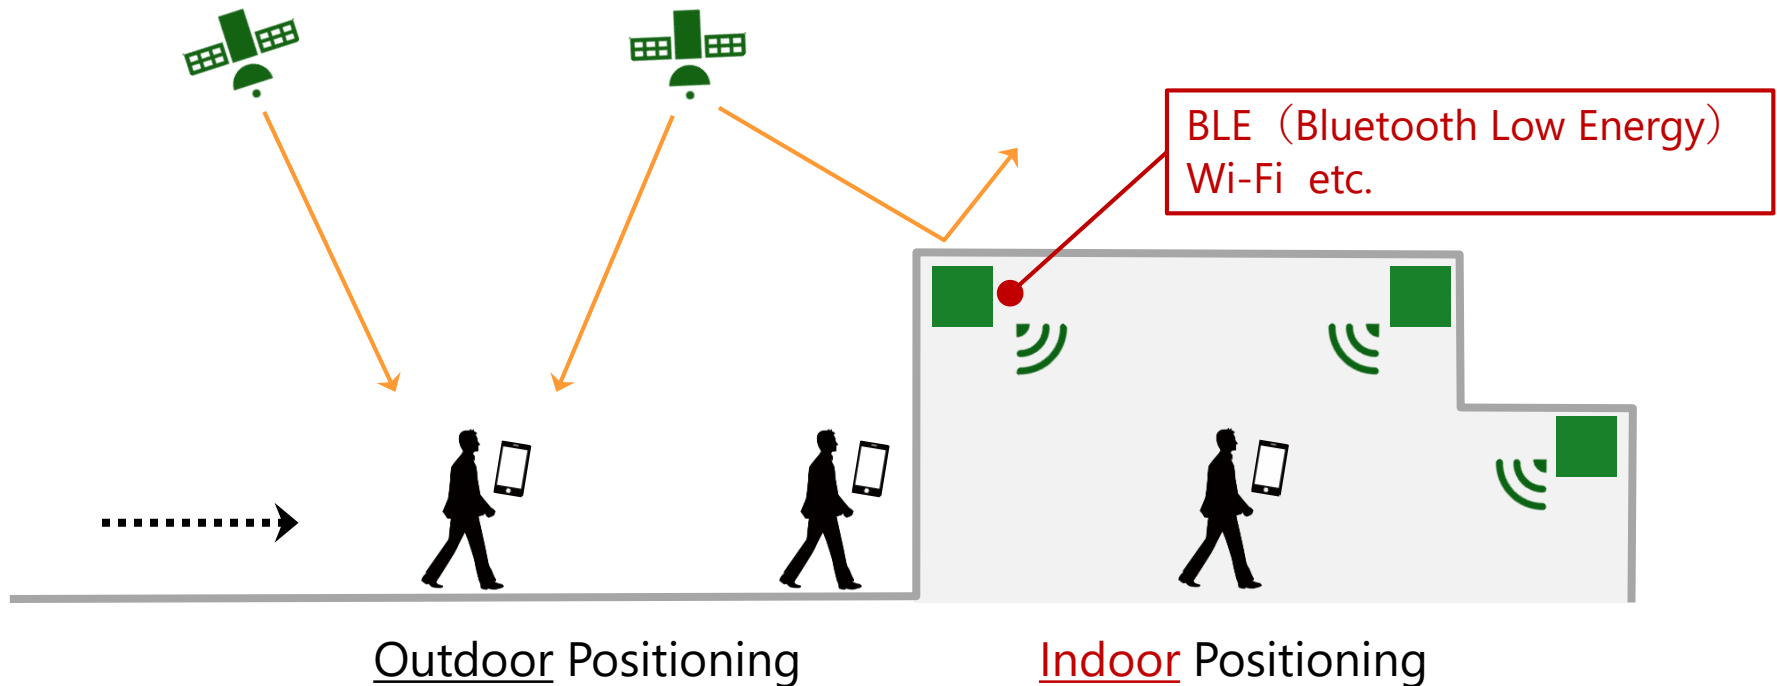 BLE（Bluetooth Low Energy）
Wi-Fi etc.
Outdoor Positioning
Indoor Positioning